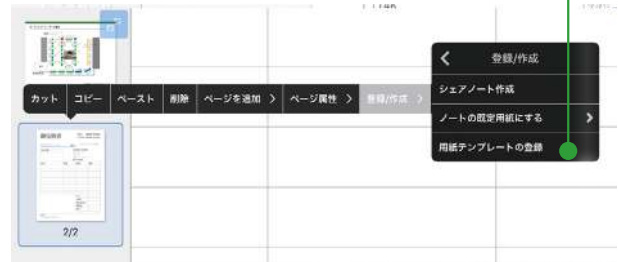 登録/作成
シェアノート作成
カット コピー ペースト 削除 ページを追加 > ページ属性 > 登録/作成 >
ノートの既定用紙にする >
用紙テンプレートの登録
2/2